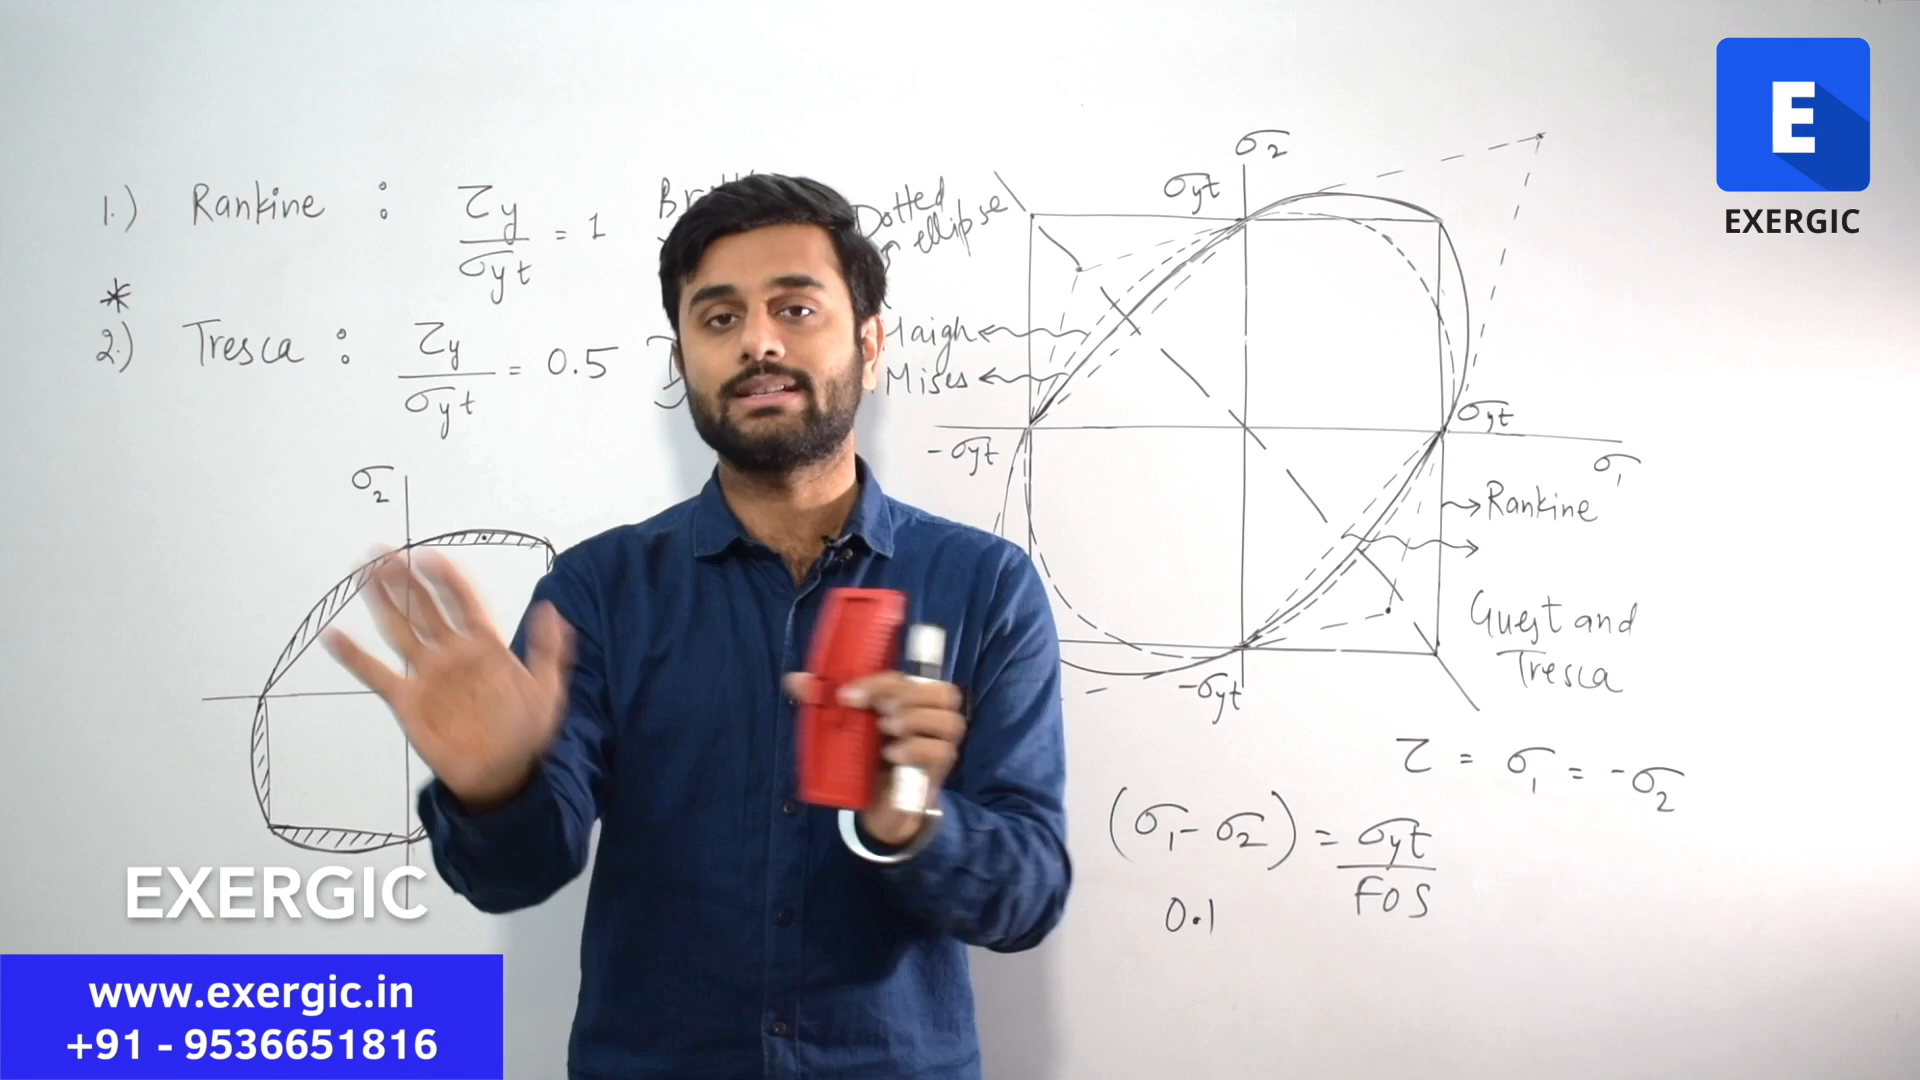 1.) Rankine : τy / σyt = 1
*
2.) Tresca : τy / σyt = 0.5
σ2
Dotted
ellipse
Haigh
Mises
σ2
σyt
- σyt
σyt
σ1
Rankine
Guest and
Tresca
-σyt
τ = σ1 = -σ2
(σ1 - σ2) = σyt / FOS
0.1
E
EXERGIC
EXERGIC
www.exergic.in
+91 - 9536651816